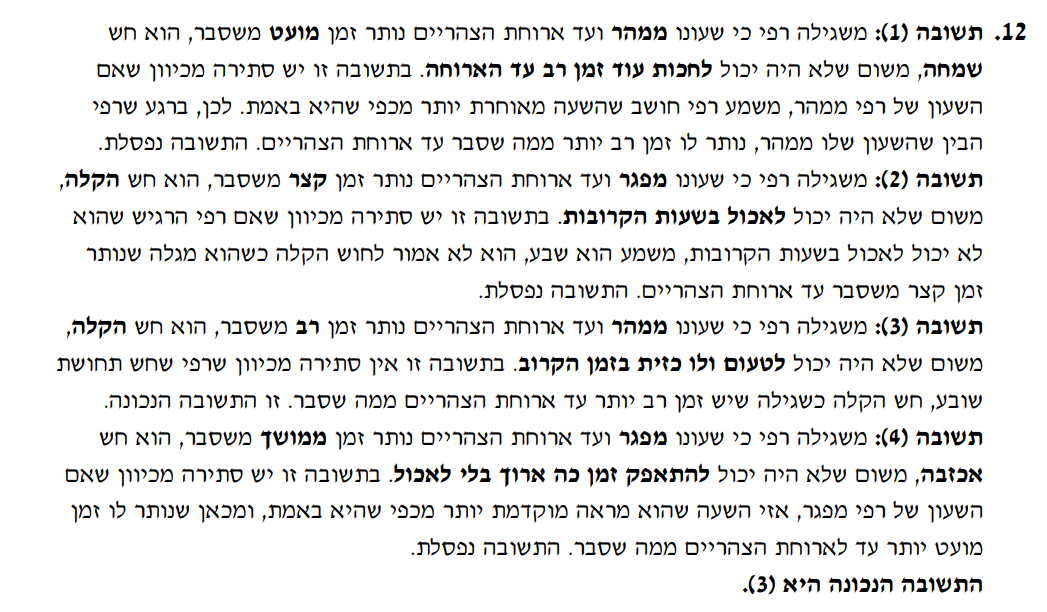 12. תשובה (1): משגילה רפי כי שעונו ממהר ועד ארוחת הצהריים נותר זמן מועט משסבר, הוא חש
שמחה, משום שלא היה יכול לחכות עוד זמן רב עד הארוחה. בתשובה זו יש סתירה מכיוון שאם
השעון של רפי ממהר, משמע רפי חושב שהשעה מאוחרת יותר מכפי שהיא באמת. לכן, ברגע שרפי
הבין שהשעון שלו ממהר, נותר לו זמן רב יותר ממה שסבר עד ארוחת הצהריים. התשובה נפסלת.
תשובה (2): משגילה רפי כי שעונו מפגר ועד ארוחת הצהריים נותר זמן קצר משסבר, הוא חש הקלה,
משום שלא היה יכול לאכול בשעות הקרובות. בתשובה זו יש סתירה מכיוון שאם רפי הרגיש שהוא
לא יכול לאכול בשעות הקרובות, משמע הוא שבע, הוא לא אמור לחוש הקלה כשהוא מגלה שנותר
זמן קצר משסבר עד ארוחת הצהריים. התשובה נפסלת.
תשובה (3): משגילה רפי כי שעונו ממהר ועד ארוחת הצהריים נותר זמן רב משסבר, הוא חש הקלה,
משום שלא היה יכול לטעום ולו כזית בזמן הקרוב. בתשובה זו אין סתירה מכיוון שרפי שחש תחושת
שובע, חש הקלה כשגילה שיש זמן רב יותר עד ארוחת הצהריים ממה שסבר. זו התשובה הנכונה.
תשובה (4): משגילה רפי כי שעונו מפגר ועד ארוחת הצהריים נותר זמן ממושך משסבר, הוא חש
אכזבה, משום שלא היה יכול להתאפק זמן כה ארוך בלי לאכול. בתשובה זו יש סתירה מכיוון שאם
השעון של רפי מפגר, אזי השעה שהוא מראה מוקדמת יותר מכפי שהיא באמת, ומכאן שנותר לו זמן
מועט יותר עד לארוחת הצהריים ממה שסבר. התשובה נפסלת.
התשובה הנכונה היא (3).